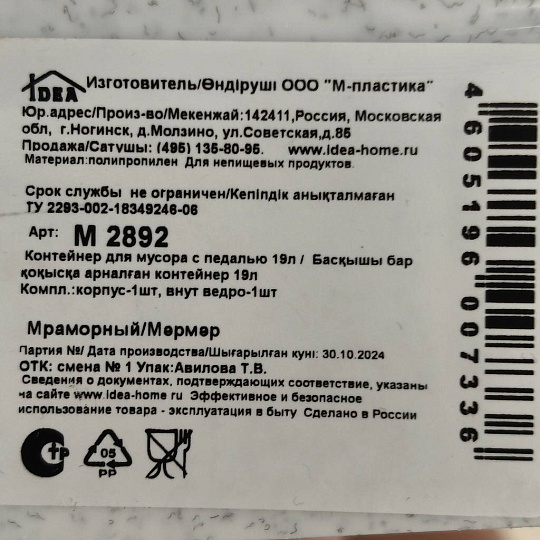 IDEA Изготовитель/Өндіруші ООО "М-пластика"
Юр.адрес/Произ-во/Мекенжай:142411,Россия, Московская
обл, г.Ногинск, д.Молзино, ул.Советская,д.85
Продажа/Сатушы: (495) 135-80-95. www.idea-home.ru
Материал:полипропилен Для непищевых продуктов
Срок службы не ограничен/Кепіпдік анықталмаған
ТУ 2293-002-18349246-06
Арт: М 2892
Контейнер для мусора с педалью 19л / Басқышы бар
қоқысқа арналған контейнер 19л
Компл.:корпус-1шт, внут ведро-1шт
Мраморный/Мәрмәр
Партия №/ Дата производства/Шығарылған куні: 30.10.2024
ОТК: смена № 1 Упак:Авилова Т.В.
Сведения о документах, подтверждающих соответствие, указаны
на сайте www.idea-home ru Эффективное и безопасное
использование товара - эксплуатация в быту Сделано в России
05
PP
4 605196 007336